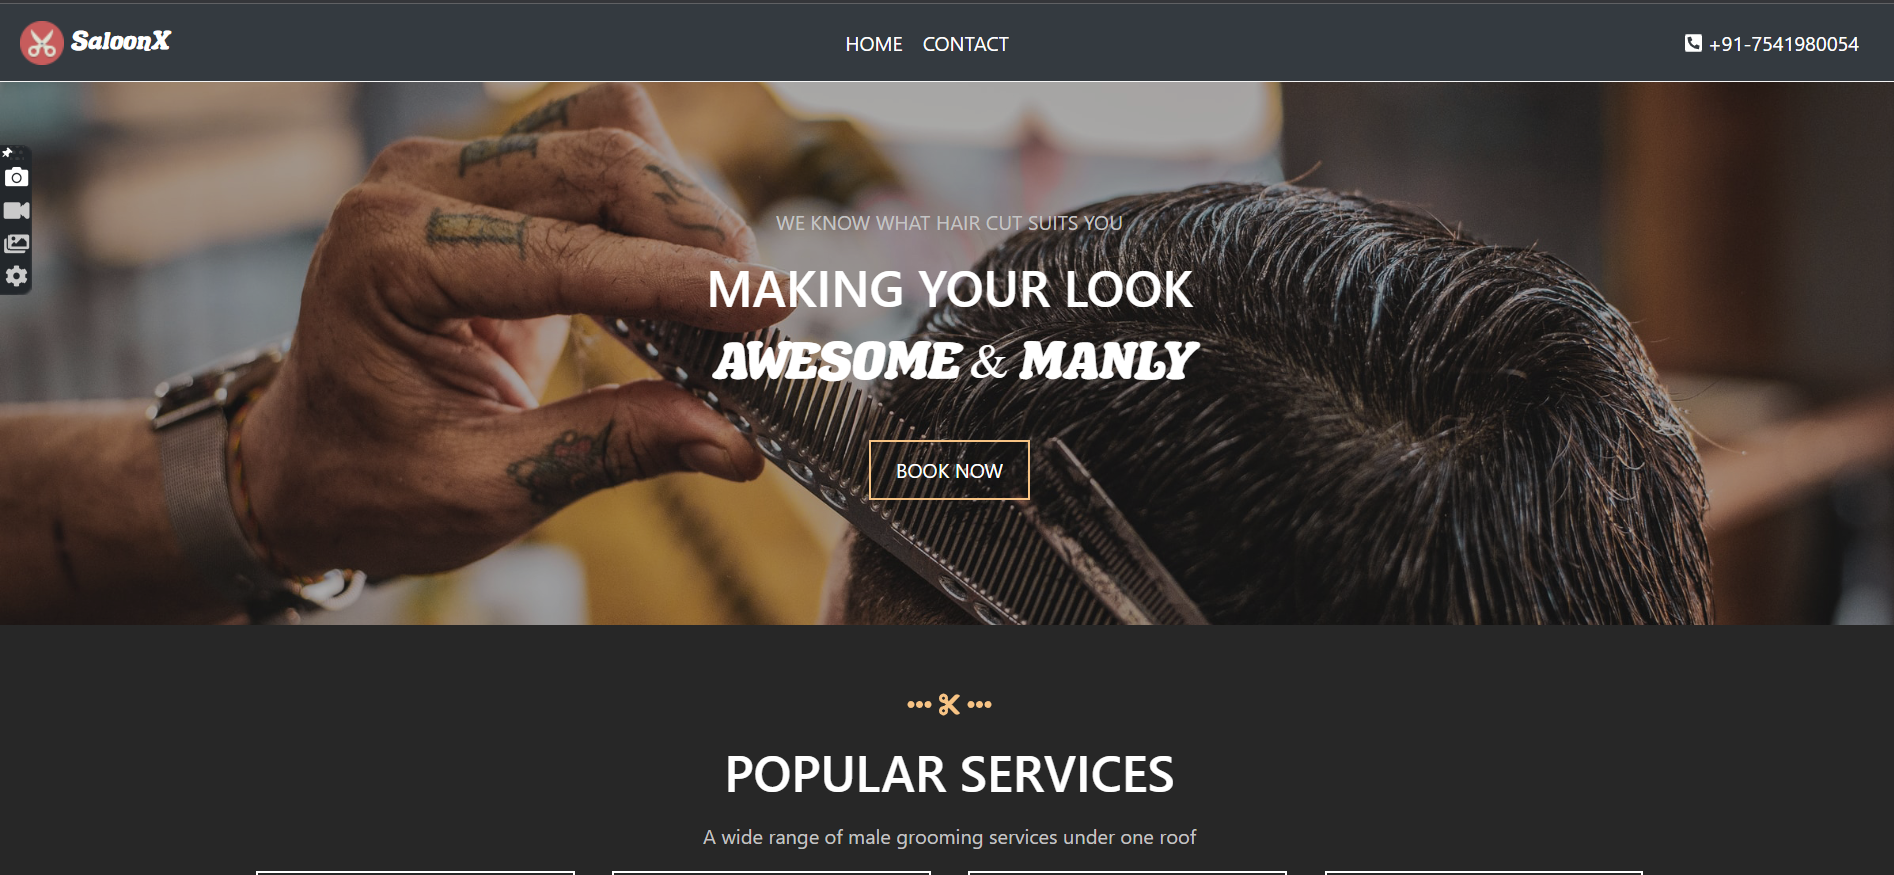 SaloonX
HOME CONTACT
+91-7541980054
WE KNOW WHAT HAIR CUT SUITS YOU
MAKING YOUR LOOK
AWESOME & MANLY
BOOK NOW
POPULAR SERVICES
A wide range of male grooming services under one roof